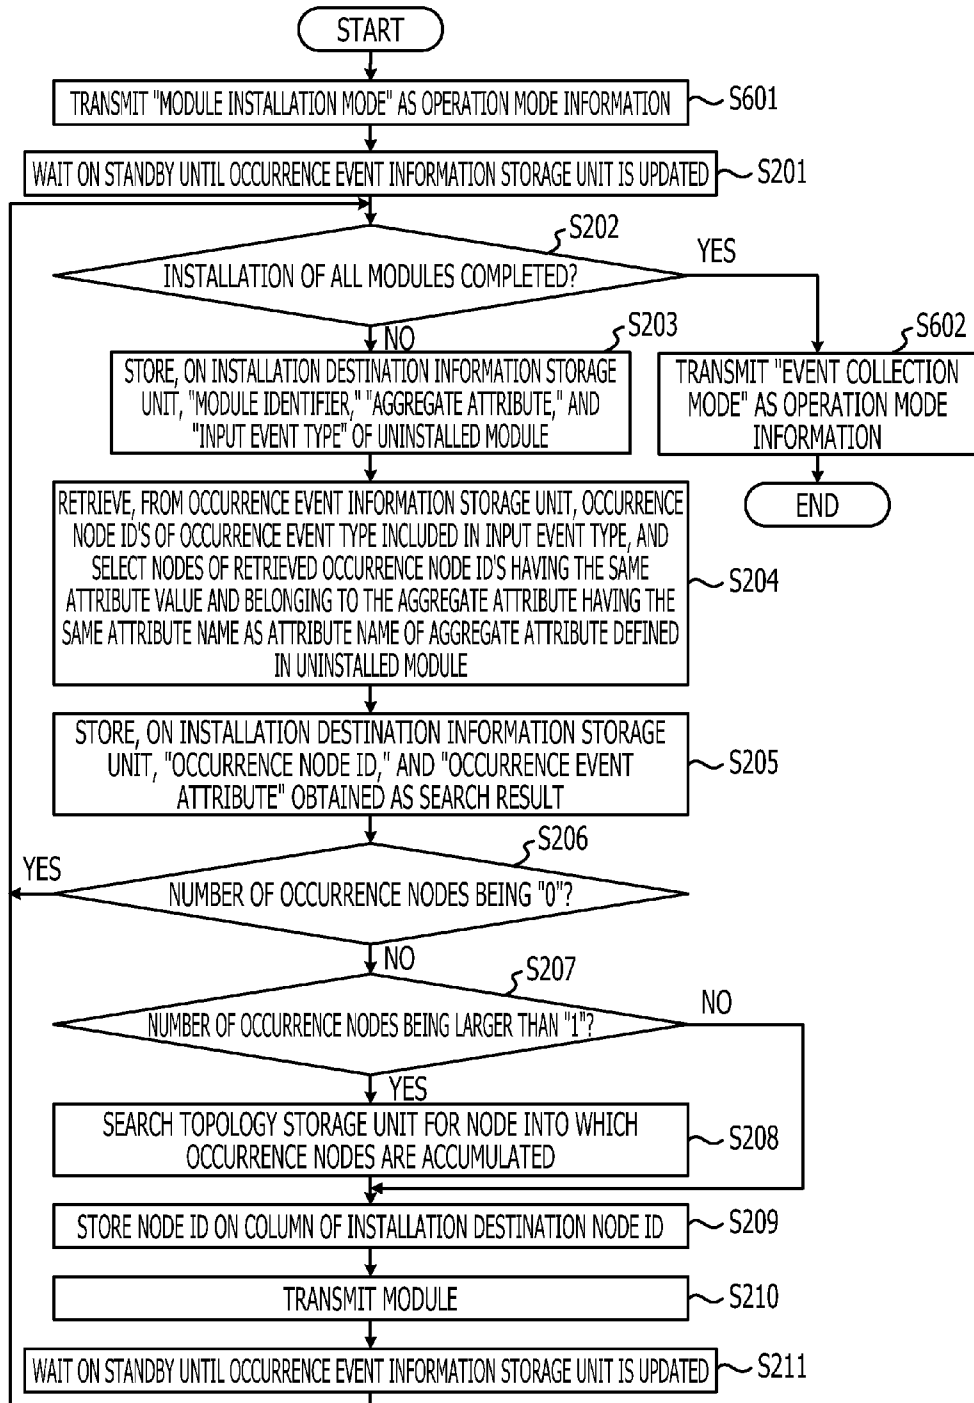 START
TRANSMIT "MODULE INSTALLATION MODE" AS OPERATION MODE INFORMATION
S601
WAIT ON STANDBY UNTIL OCCURRENCE EVENT INFORMATION STORAGE UNIT IS UPDATED
S201
S202
INSTALLATION OF ALL MODULES COMPLETED?
YES
NO
S203
STORE, ON INSTALLATION DESTINATION INFORMATION STORAGE
UNIT, "MODULE IDENTIFIER," "AGGREGATE ATTRIBUTE," AND
"INPUT EVENT TYPE" OF UNINSTALLED MODULE
S602
TRANSMIT "EVENT COLLECTION
MODE" AS OPERATION MODE
INFORMATION
END
RETRIEVE, FROM OCCURRENCE EVENT INFORMATION STORAGE UNIT, OCCURRENCE
NODE ID'S OF OCCURRENCE EVENT TYPE INCLUDED IN INPUT EVENT TYPE, AND
SELECT NODES OF RETRIEVED OCCURRENCE NODE ID'S HAVING THE SAME
ATTRIBUTE VALUE AND BELONGING TO THE AGGREGATE ATTRIBUTE HAVING THE
SAME ATTRIBUTE NAME AS ATTRIBUTE NAME OF AGGREGATE ATTRIBUTE DEFINED
IN UNINSTALLED MODULE
S204
STORE, ON INSTALLATION DESTINATION INFORMATION STORAGE
UNIT, "OCCURRENCE NODE ID," AND "OCCURRENCE EVENT
ATTRIBUTE" OBTAINED AS SEARCH RESULT
S205
S206
YES
NUMBER OF OCCURRENCE NODES BEING "0"?
NO
S207
NUMBER OF OCCURRENCE NODES BEING LARGER THAN "1"?
NO
YES
SEARCH TOPOLOGY STORAGE UNIT FOR NODE INTO WHICH
OCCURRENCE NODES ARE ACCUMULATED
S208
STORE NODE ID ON COLUMN OF INSTALLATION DESTINATION NODE ID
S209
TRANSMIT MODULE
S210
WAIT ON STANDBY UNTIL OCCURRENCE EVENT INFORMATION STORAGE UNIT IS UPDATED
S211